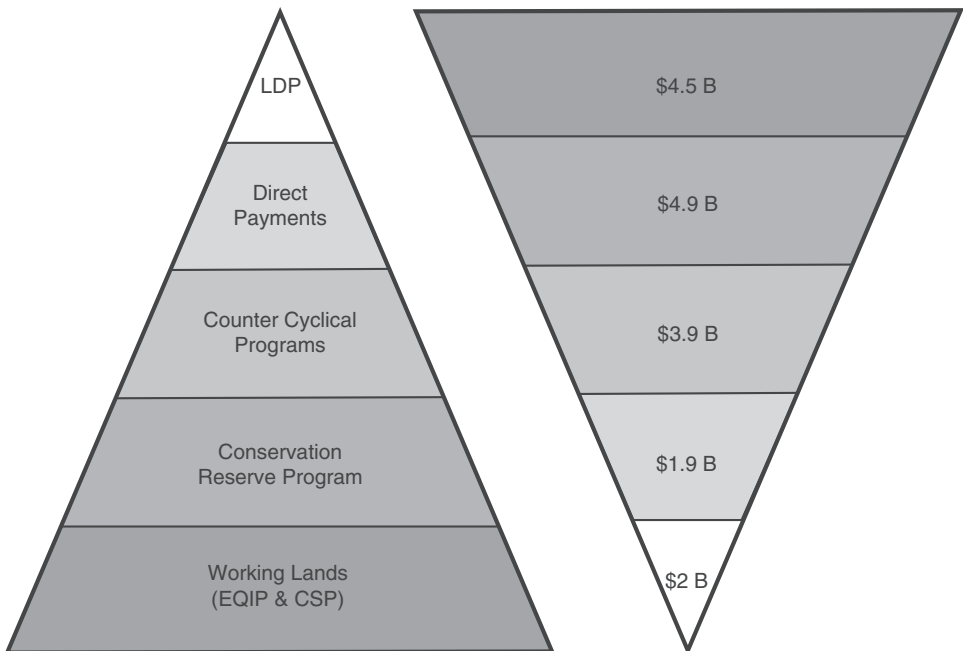 LDP
Direct
Payments
Counter Cyclical
Programs
Conservation
Reserve Program
Working Lands
(EQIP & CSP)
$4.5 B
$4.9 B
$3.9 B
$1.9 B
$2 B